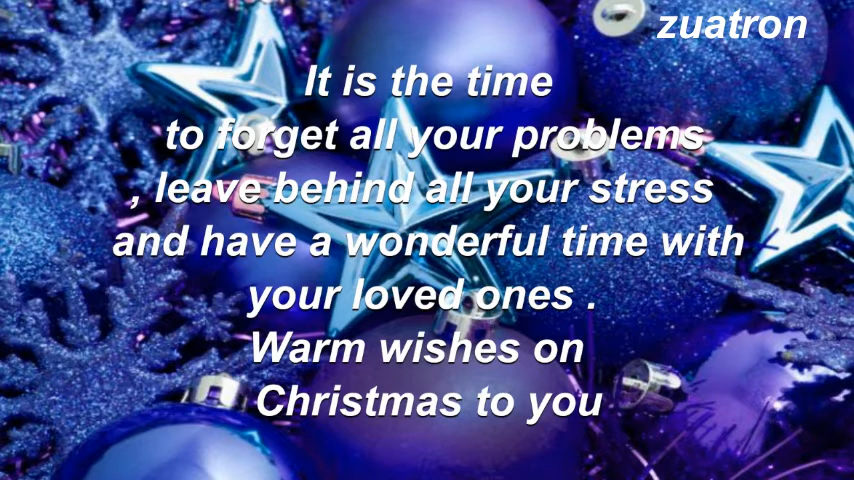 zuatron
It is the time
to forget all your problems
, leave behind all your stress
and have a wonderful time with
your loved ones .
Warm wishes on
Christmas to you